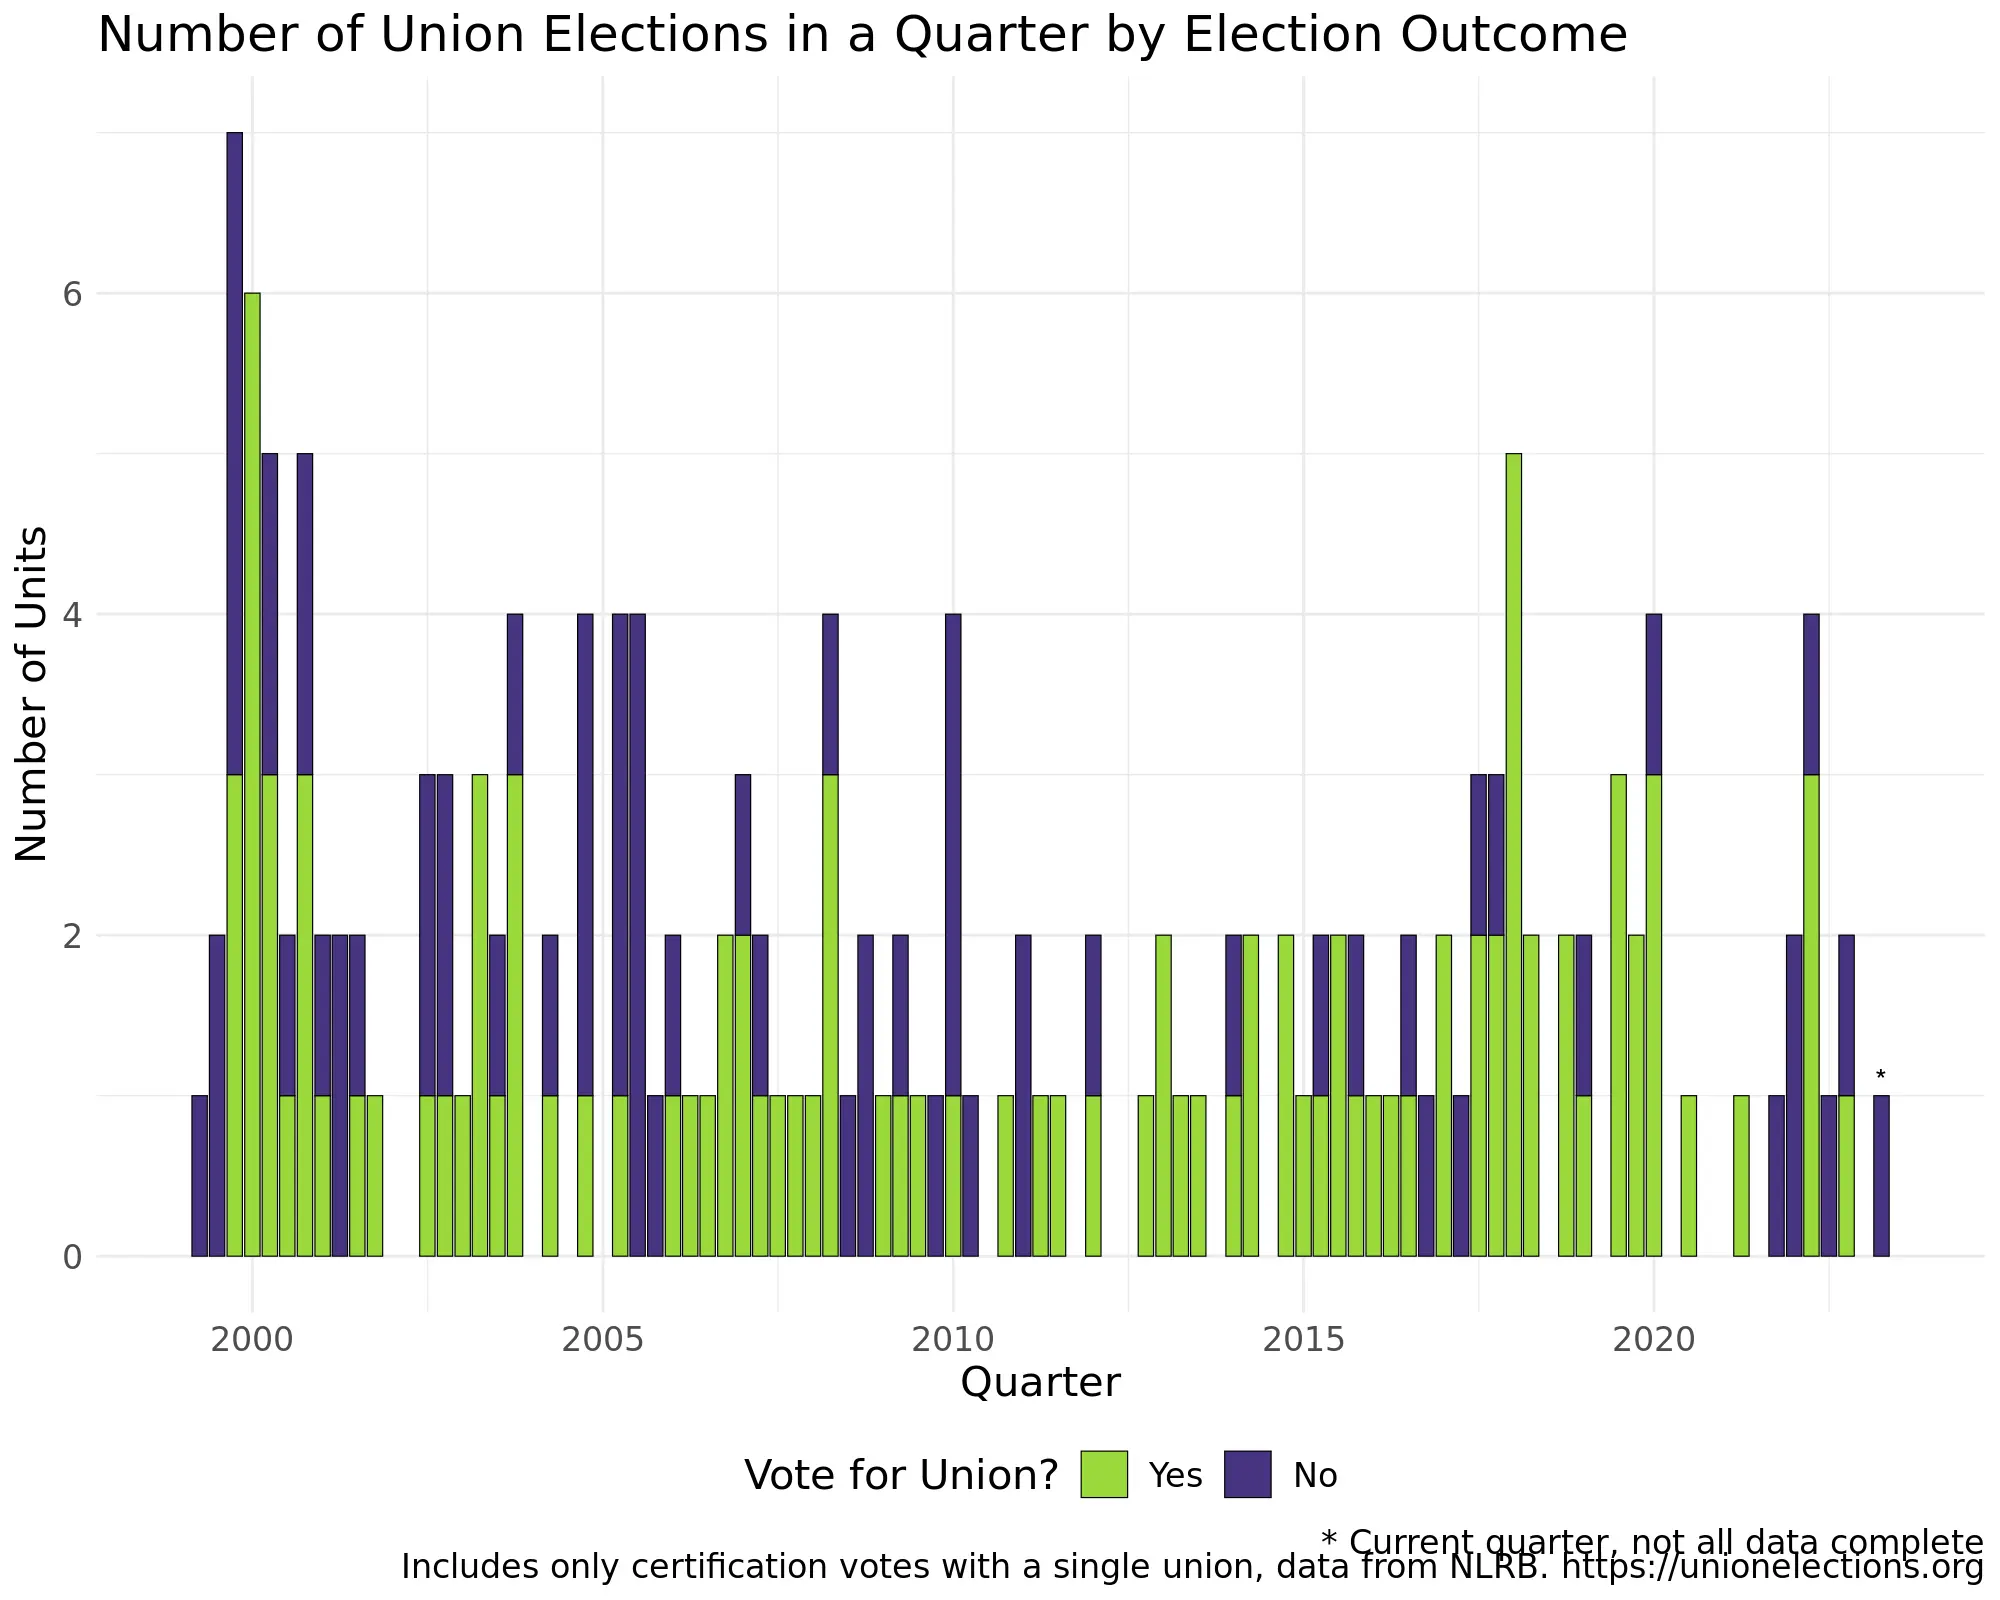 Number of Union Elections in a Quarter by Election Outcome
Number of Units
6
4
2
0
*
2000 2005 2010 2015 2020
Quarter
Vote for Union? Yes No
* Current quarter, not all data complete
Includes only certification votes with a single union, data from NLRB. https://unionelections.org